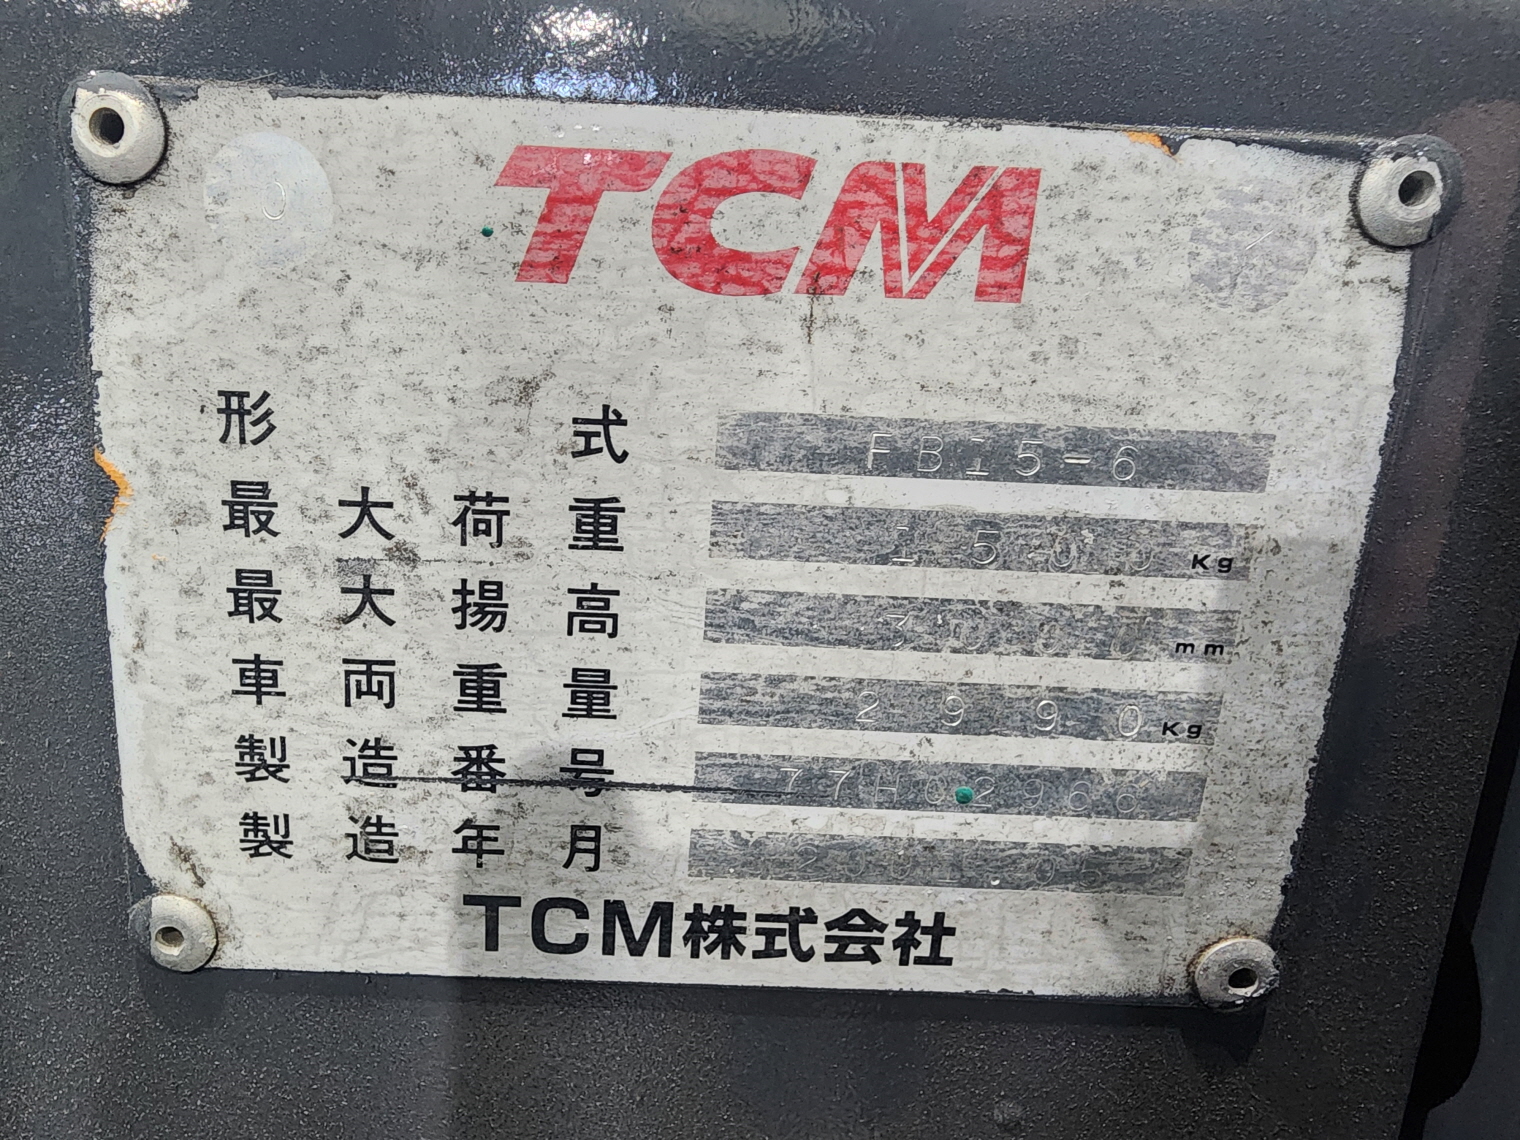 TCM
形式 FB15-6
最大荷重 1500 Kg
最大揚高 3000 mm
車両重量 2990 Kg
製造番号 77H02966
製造年月
TCM株式会社